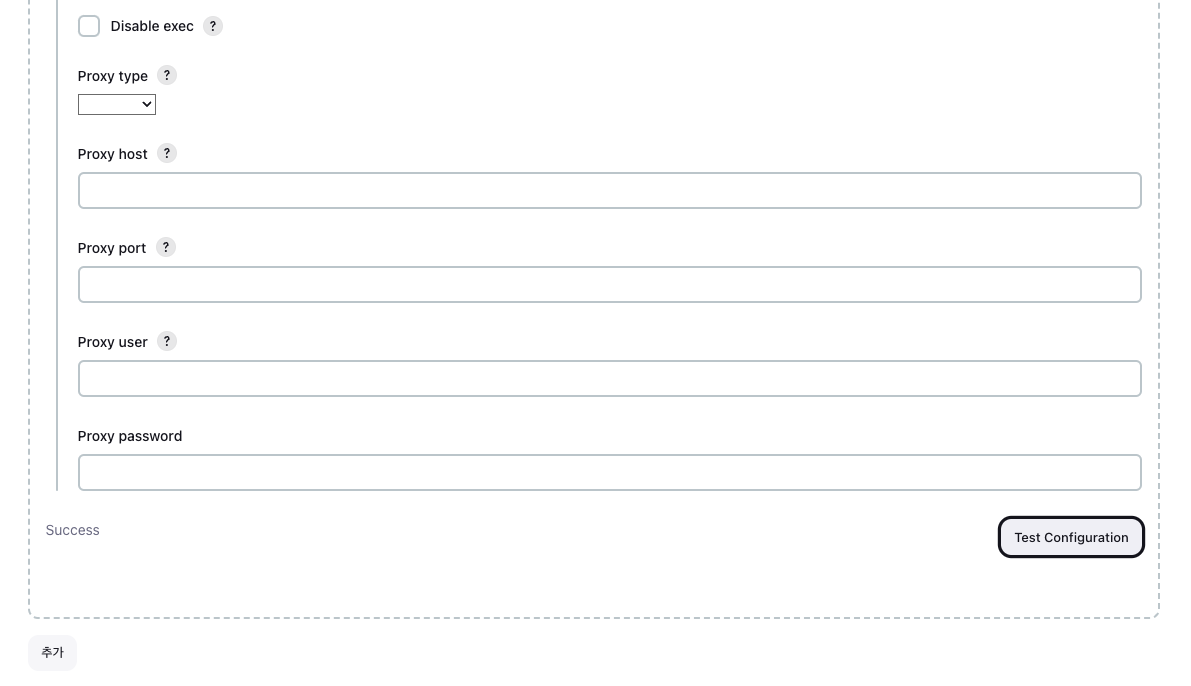 Disable exec ?
Proxy type ?
Proxy host ?
Proxy port ?
Proxy user ?
Proxy password
Success
Test Configuration
추가